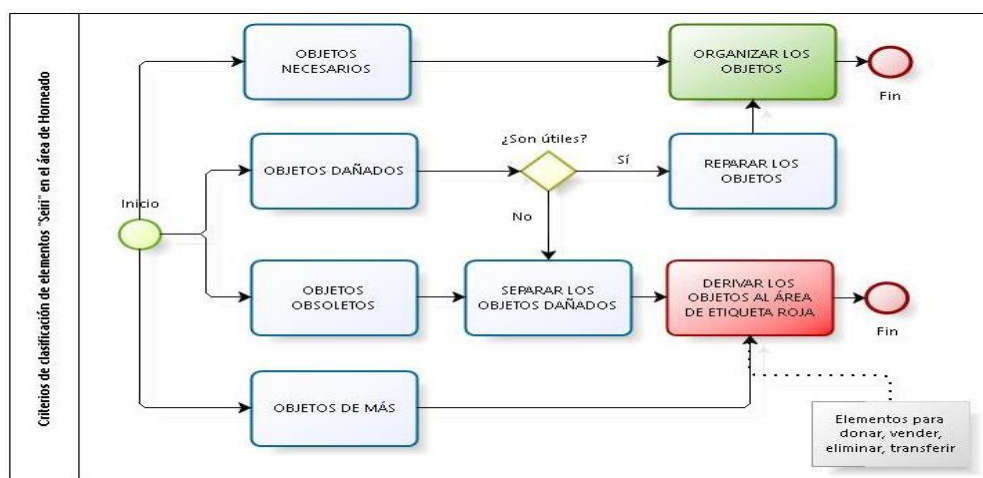 Criterios de clasificación de elementos "Seiri" en el área de Horneado
Inicio
OBJETOS
NECESARIOS
ORGANIZAR LOS
OBJETOS
Fin
OBJETOS DAÑADOS
¿Son útiles?
Sí
No
REPARAR LOS
OBJETOS
OBJETOS
OBSOLETOS
SEPARAR LOS
OBJETOS DAÑADOS
DERIVAR LOS
OBJETOS AL ÁREA
DE ETIQUETA ROJA
Fin
OBJETOS DE MÁS
Elementos para
donar, vender,
eliminar, transferir